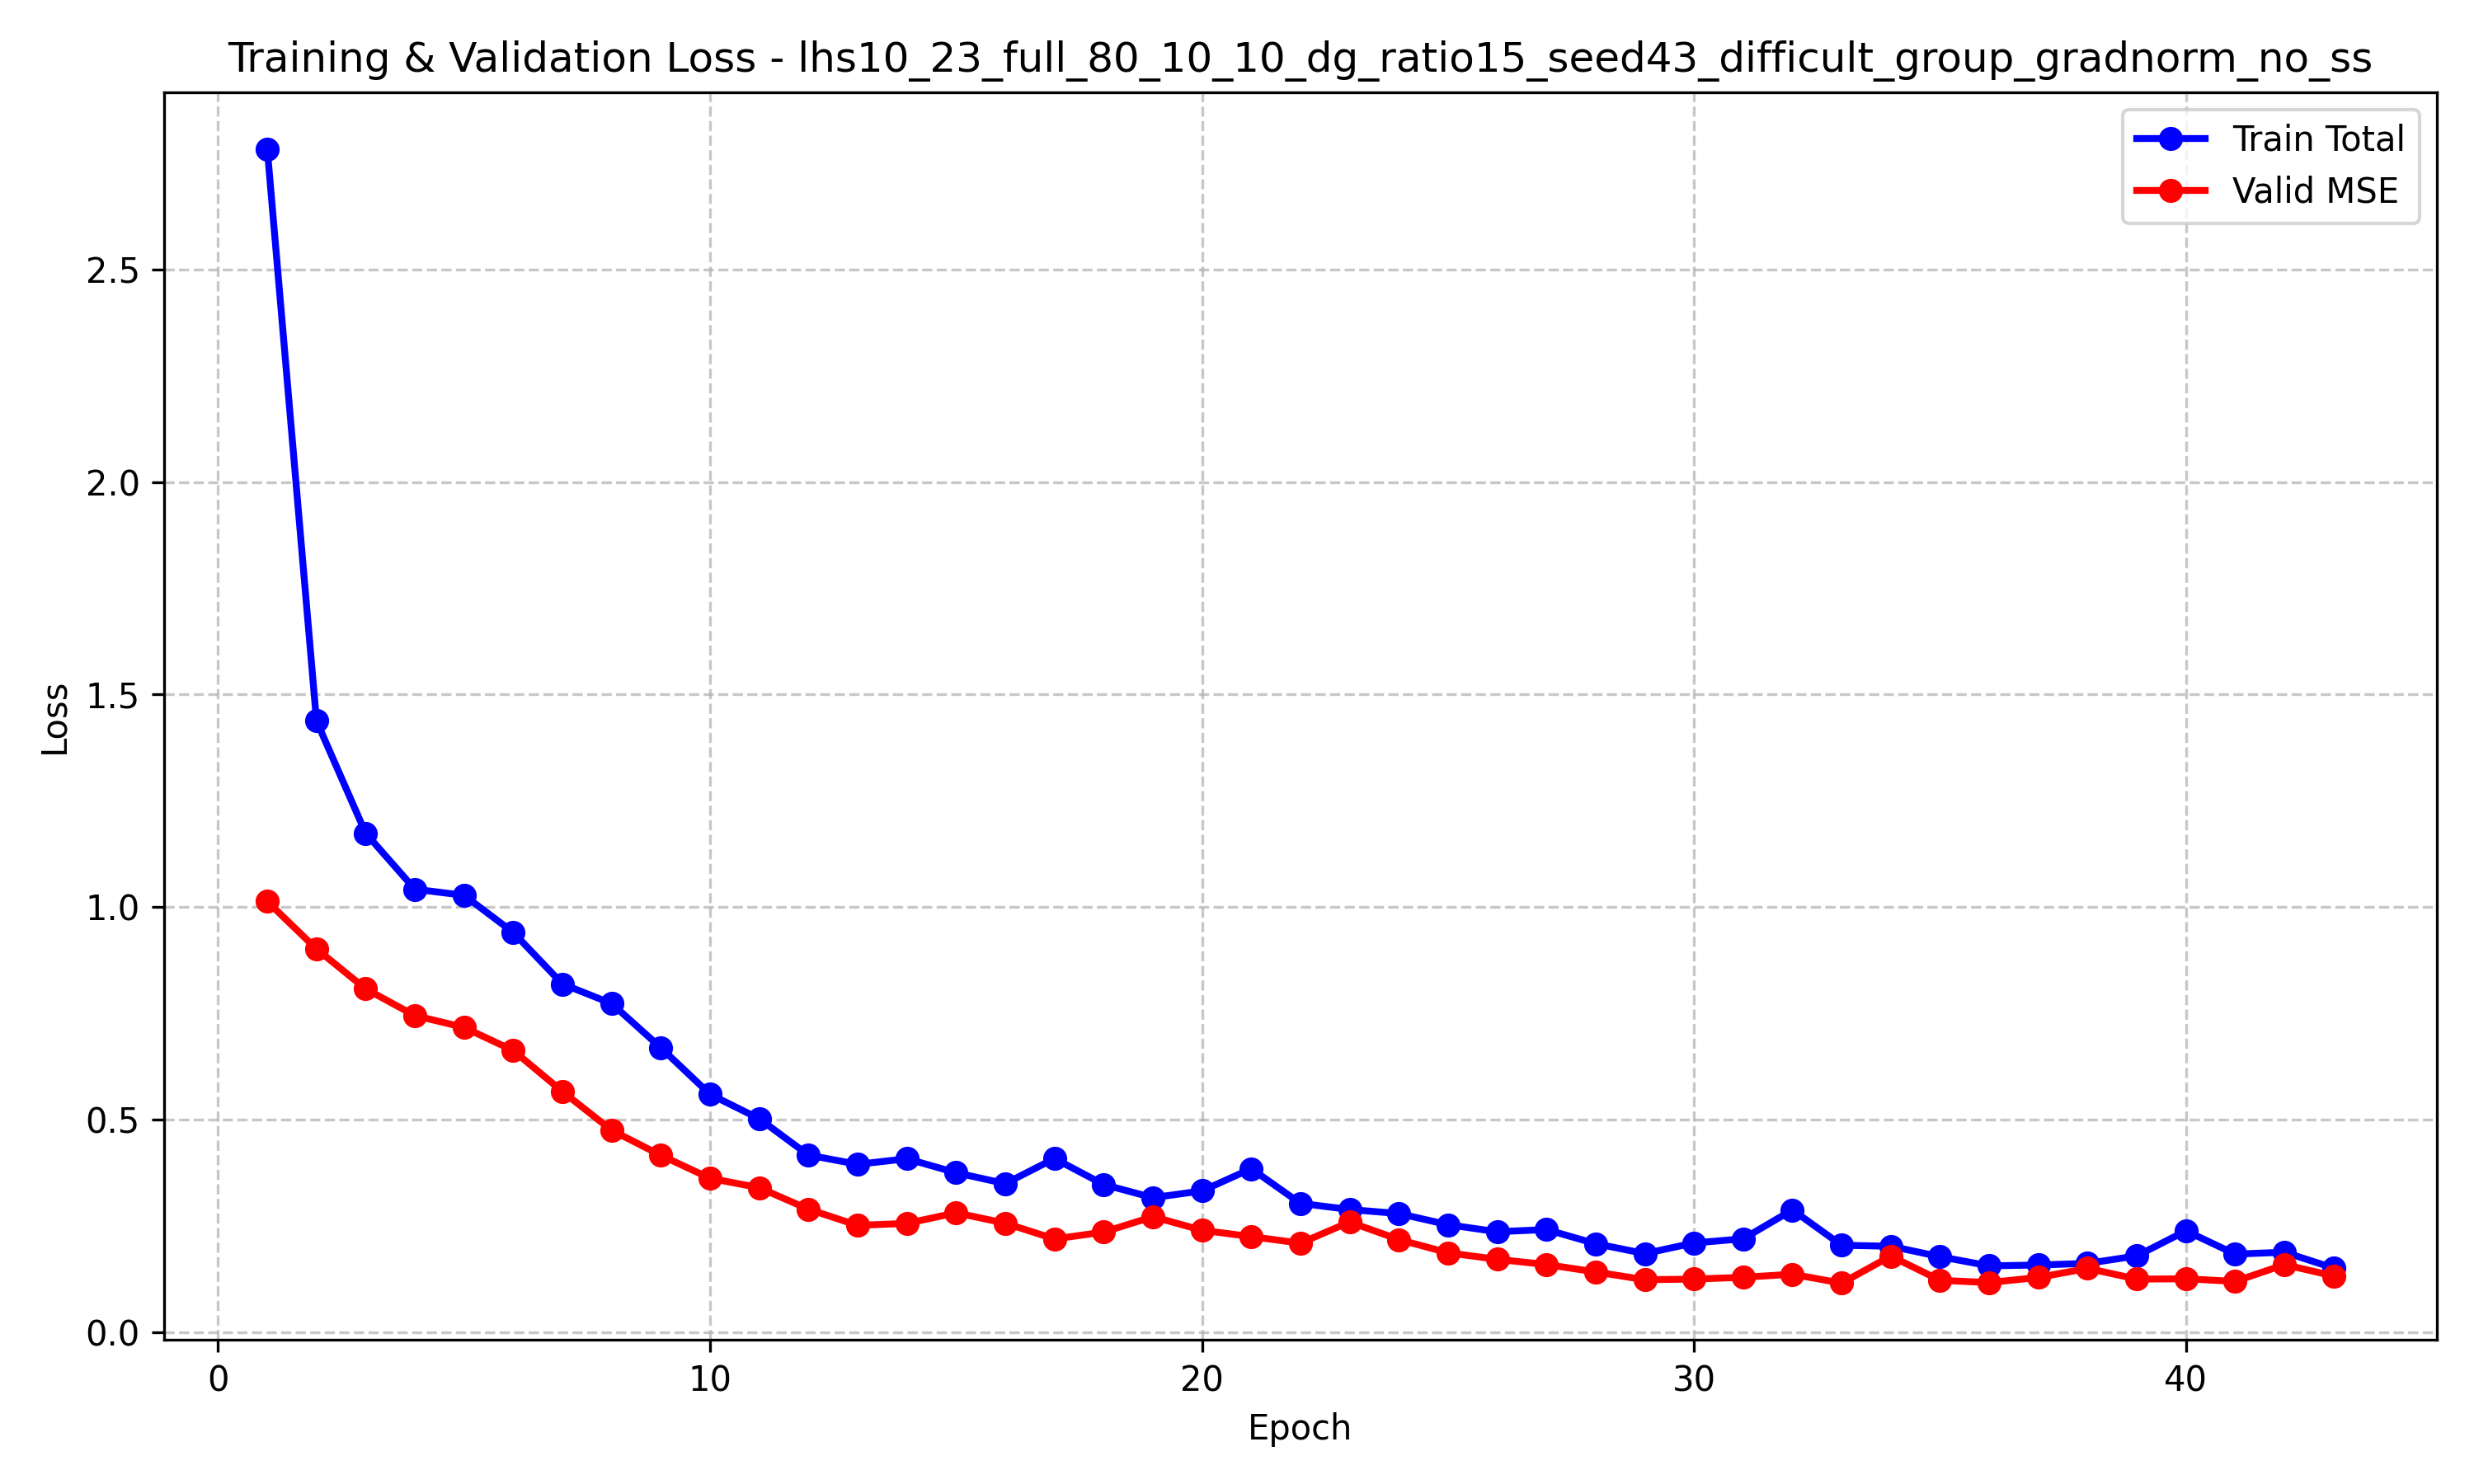 Training & Validation Loss - lhs10_23_full_80_10_10_dg_ratio15_seed43_difficult_group_gradnorm_no_ss
Train Total
Valid MSE
2.5
2.0
1.5
1.0
0.5
0.0
Loss
0 10 20 30 40
Epoch